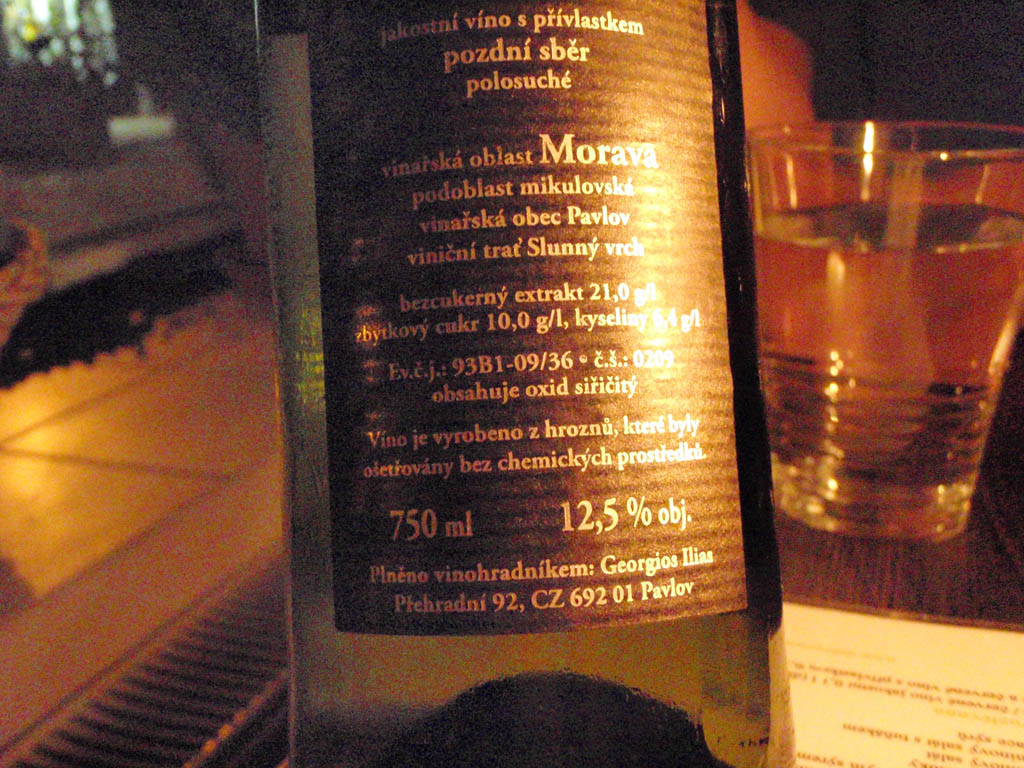 jakostní víno s přívlastkem
pozdní sběr
polosuché
vinařská oblast Morava
podoblast mikulovská
vinařská obec Pavlov
viniční trať Slunný vrch
bezcukerný extrakt 21,0 g/l
zbytkový cukr 10,0 g/l, kyseliny 6,4 g/l
Ev.č.j.: 93B1-09/36 • č.š.: 0209
obsahuje oxid siřičitý
Víno je vyrobeno z hroznů, které byly
ošetřovány bez chemických prostředků.
750 ml 12,5 % obj.
Plněno vinohradníkem: Georgios Ilias
Přehradní 92, CZ 692 01 Pavlov